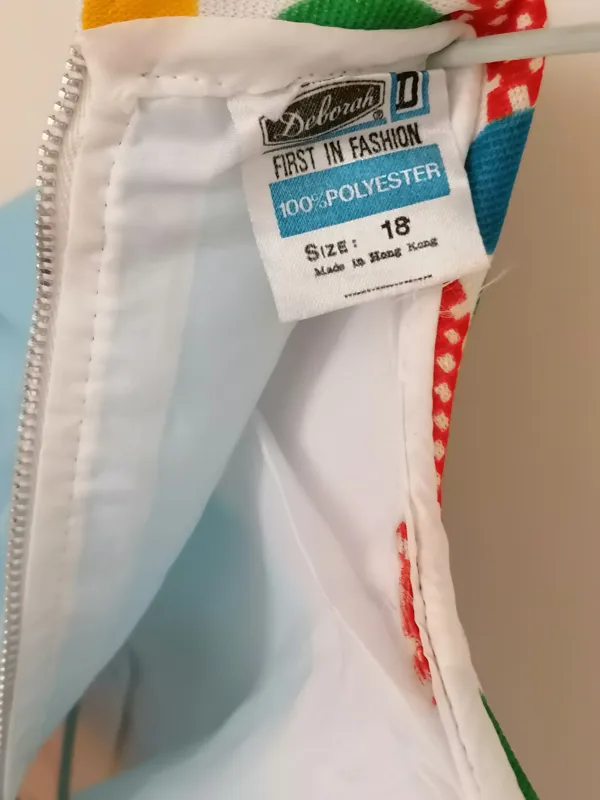 Deborah® D
FIRST IN FASHION
100% POLYESTER
SIZE: 18
Made in Hong Kong